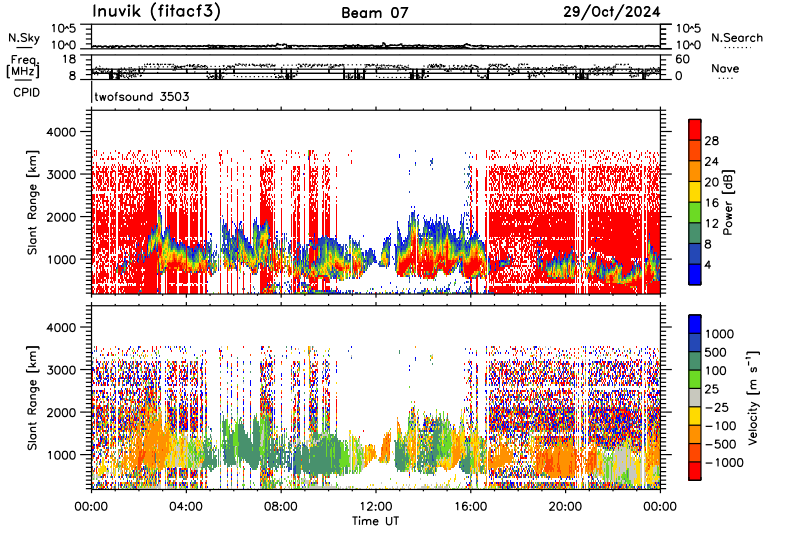 Inuvik (fitacf3) Beam 07 29/Oct/2024
N.Sky 10^5 10^5 N.Search
10^0 10^0
Freq. 18 60 Nave
[MHz] 8 0
CPID twofsound 3503
Slant Range [km] 4000 3000 2000 1000
28 24 20 16 12 8 4 Power [dB]
Slant Range [km] 4000 3000 2000 1000
1000 500 100 25 −25 −100 −500 −1000 Velocity [m s⁻¹]
00:00 04:00 08:00 12:00 16:00 20:00 00:00
Time UT